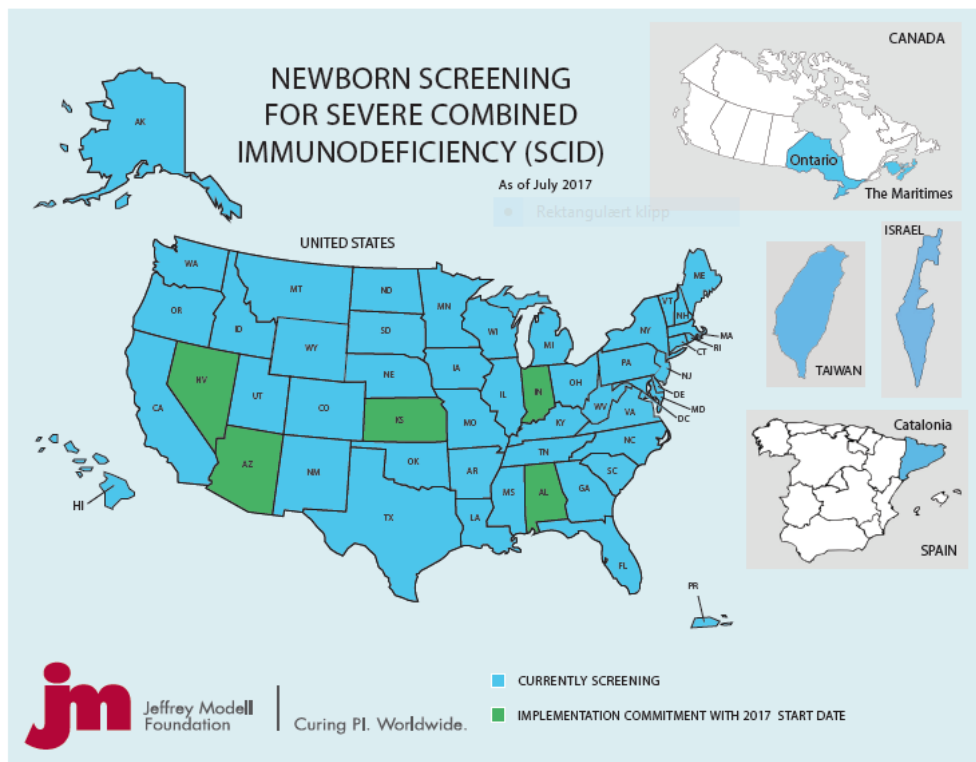 NEWBORN SCREENING
FOR SEVERE COMBINED
IMMUNODEFICIENCY (SCID)
As of July 2017
Rektangulært klipp
CANADA
Ontario
The Maritimes
UNITED STATES
AK
WA
OR
CA
NV
ID
MT
WY
UT
AZ
CO
NM
ND
SD
NE
KS
OK
TX
MN
IA
MO
AR
LA
WI
IL
MI
IN
OH
KY
TN
MS
AL
GA
FL
SC
NC
VA
WV
PA
NY
VT
NH
ME
MA
RI
CT
NJ
DE
MD
DC
HI
PR
TAIWAN
ISRAEL
Catalonia
SPAIN
CURRENTLY SCREENING
IMPLEMENTATION COMMITMENT WITH 2017 START DATE
jm
Jeffrey Modell
Foundation
Curing PI. Worldwide.